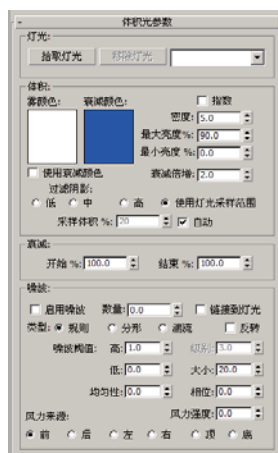 - 体积光参数
灯光:
拾取灯光 移除灯光
体积:
雾颜色: 衰减颜色: 指数
密度: 5.0
最大亮度%: 90.0
最小亮度 %: 0.0
使用衰减颜色 衰减倍增: 2.0
过滤阴影:
低 中 高 使用灯光采样范围
采样体积 %: 20 自动
衰减:
开始 %: 100.0 结束 %: 100.0
噪波:
启用噪波 数量: 0.0 链接到灯光
类型: 规则 分形 湍流 反转
噪波阈值: 高: 1.0 级别: 3.0
低: 0.0 大小: 20.0
均匀性: 0.0 相位: 0.0
风力来源: 风力强度: 0.0
前 后 左 右 顶 底